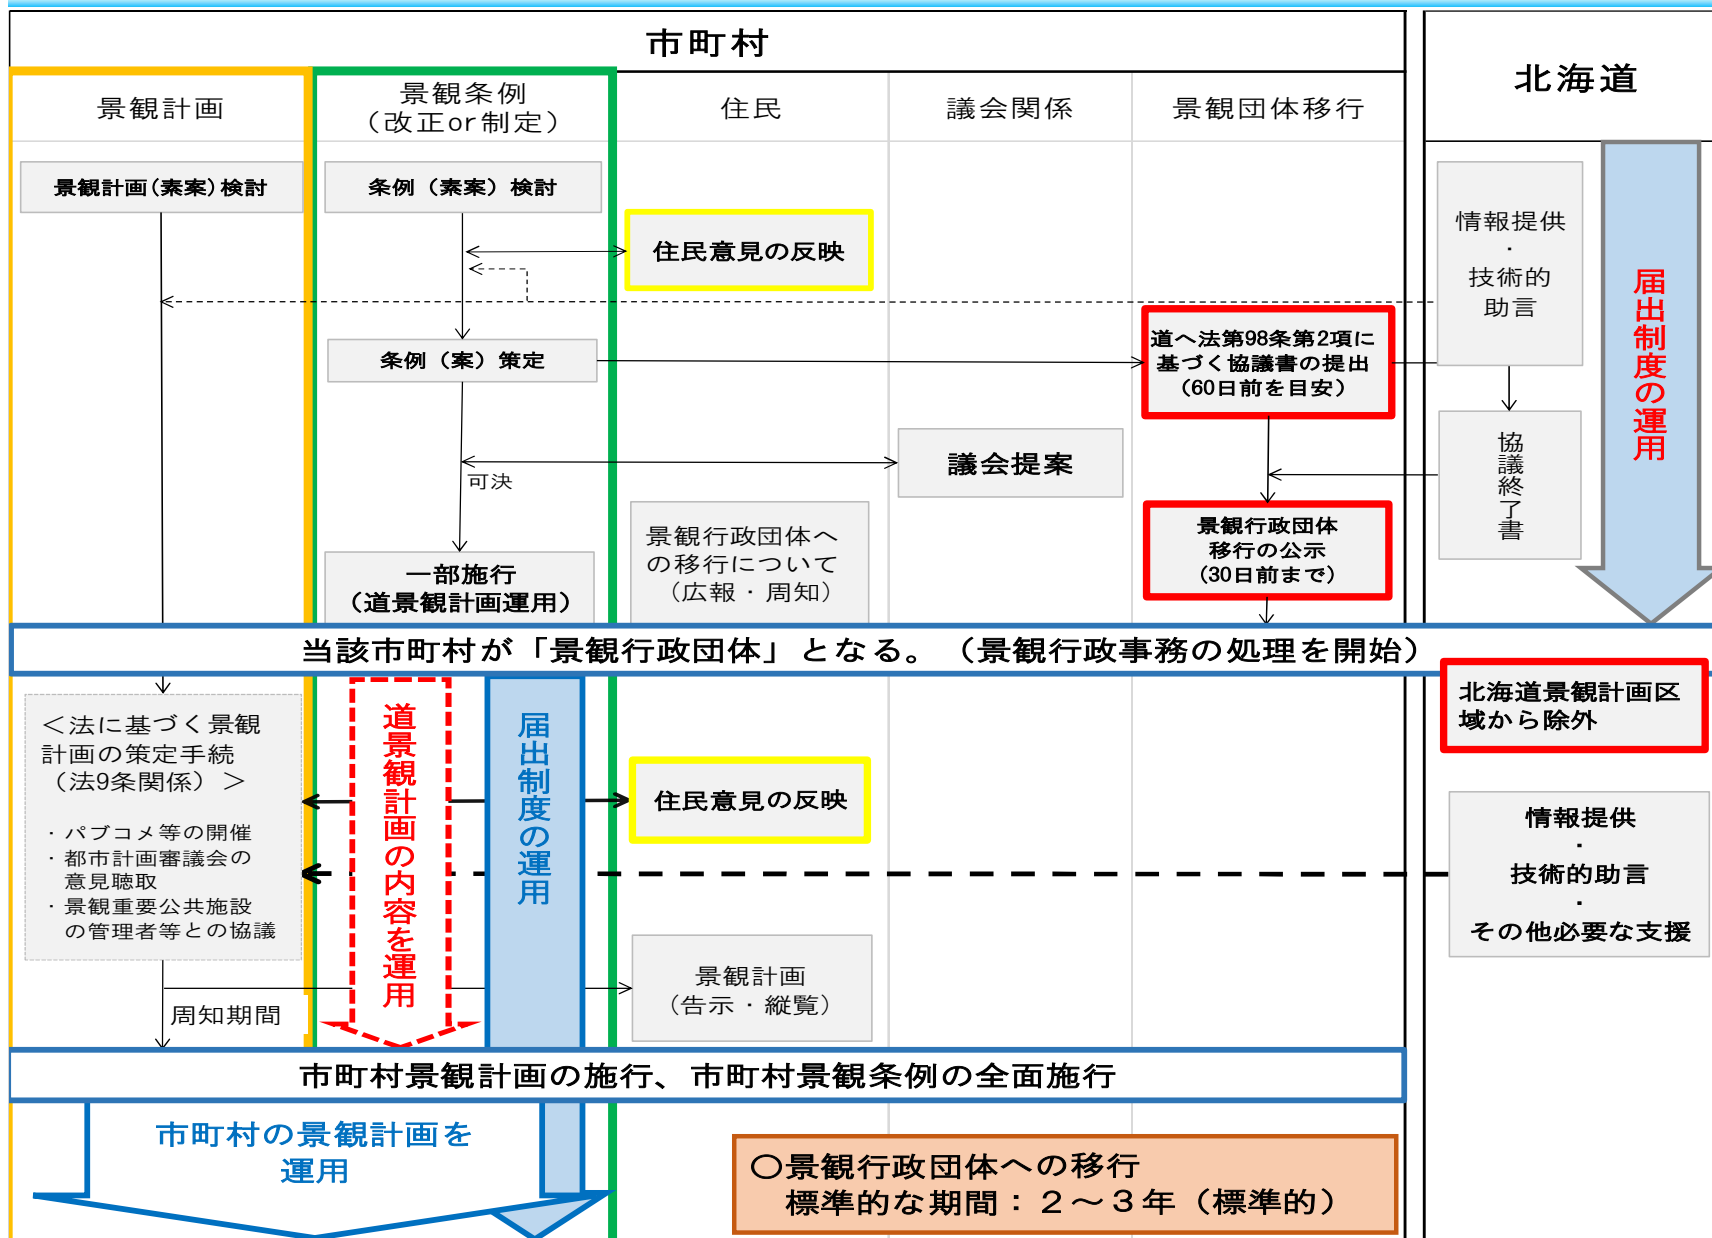 市町村
北海道
景観計画
景観条例
（改正or制定）
住民
議会関係
景観団体移行
景観計画(素案)検討
条例（素案）検討
住民意見の反映
情報提供
・
技術的
助言
届出制度の運用
条例（案）策定
道へ法第98条第2項に
基づく協議書の提出
（60日前を目安）
議会提案
可決
協議終了書
景観行政団体へ
の移行について
（広報・周知）
景観行政団体
移行の公示
（30日前まで）
一部施行
（道景観計画運用）
当該市町村が「景観行政団体」となる。（景観行政事務の処理を開始）
北海道景観計画区
域から除外
＜法に基づく景観
計画の策定手続
（法9条関係）＞
・パブコメ等の開催
・都市計画審議会の
意見聴取
・景観重要公共施設
の管理者等との協議
道景観計画の内容を運用
届出制度の運用
住民意見の反映
情報提供
・
技術的助言
・
その他必要な支援
景観計画
（告示・縦覧）
周知期間
市町村景観計画の施行、市町村景観条例の全面施行
市町村の景観計画を
運用
〇景観行政団体への移行
標準的な期間：２～３年（標準的）